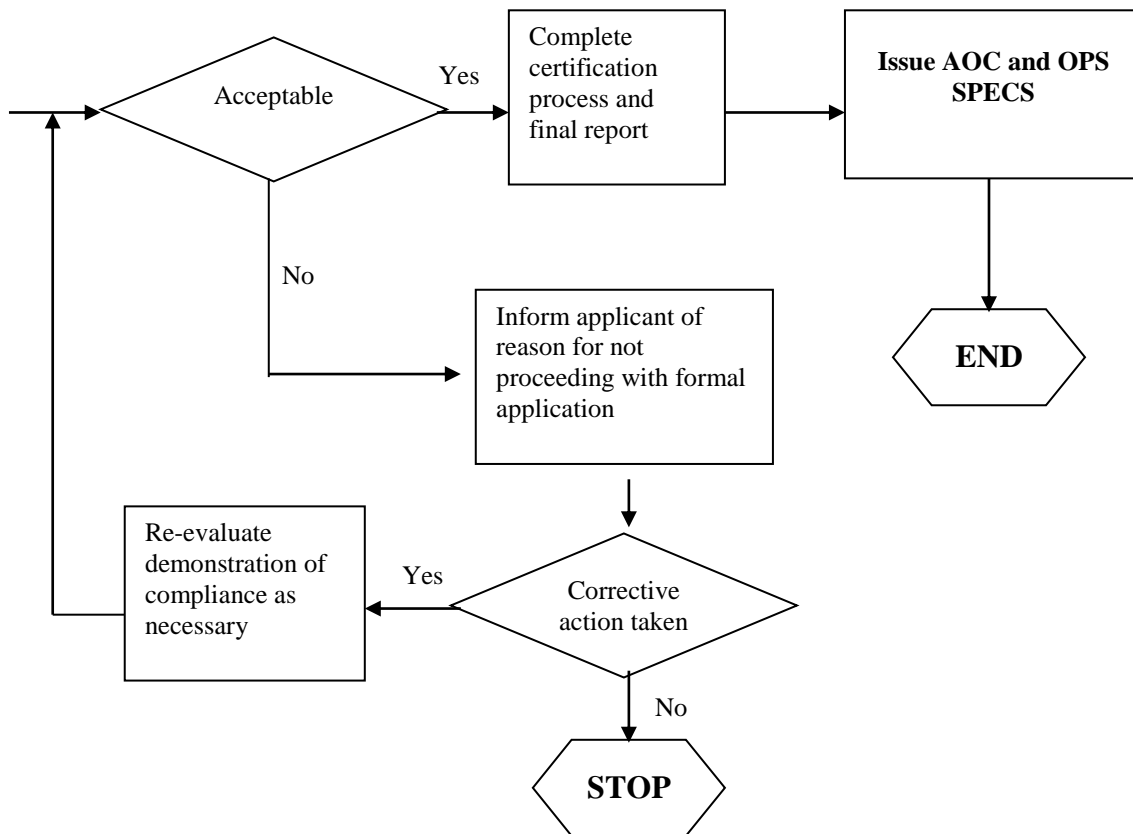 Acceptable
Yes
Complete
certification
process and
final report
Issue AOC and OPS
SPECS
No
Inform applicant of
reason for not
proceeding with formal
application
END
Re-evaluate
demonstration of
compliance as
necessary
Yes
Corrective
action taken
No
STOP